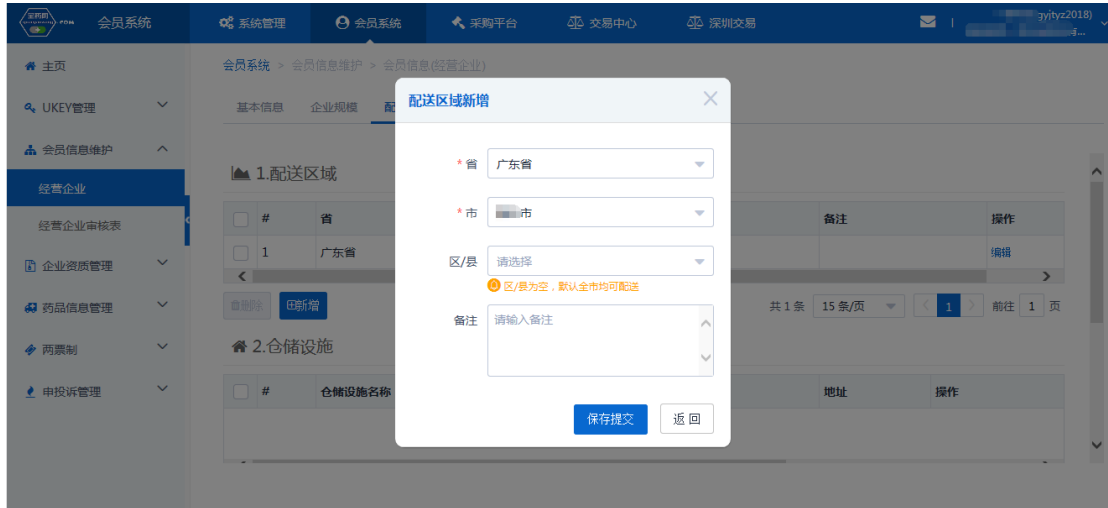 会员系统
系统管理
会员系统
采购平台
交易中心
深圳交易
gyjtyz2018)
主页
UKEY管理
会员信息维护
经营企业
经营企业审核表
企业资质管理
药品信息管理
两票制
申投诉管理
会员系统 > 会员信息维护 > 会员信息(经营企业)
基本信息 企业规模 配
1.配送区域
# 省 备注 操作
1 广东省 编辑
删除 新增 共 1 条 15 条/页 1 前往 1 页
2.仓储设施
# 仓储设施名称 地址 操作
配送区域新增
* 省 广东省
* 市 市
区/县 请选择
区/县为空，默认全市均可配送
备注 请输入备注
保存提交 返 回